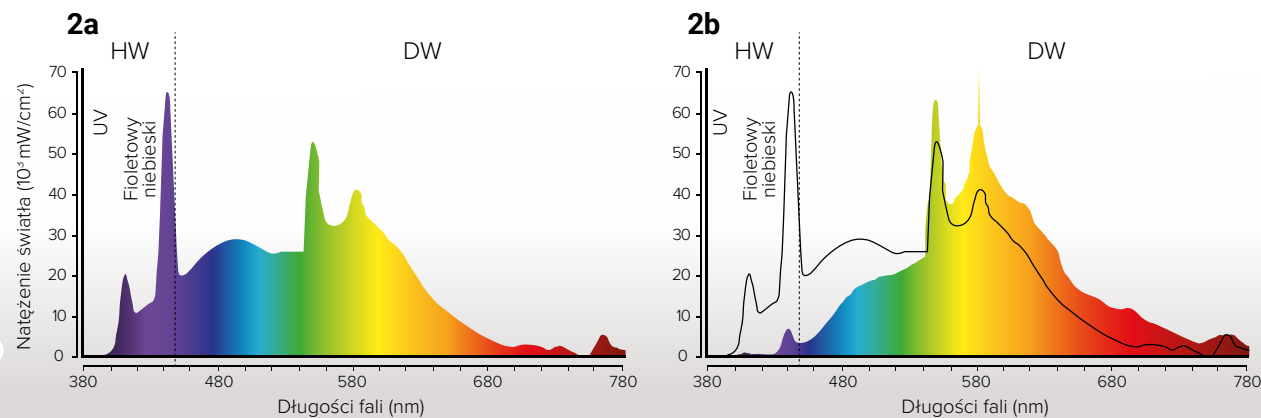 2a
HW
DW
70
60
50
40
30
20
10
0
Natężenie światła (10³ mW/cm²)
UV
Fioletowy
niebieski
380
480
580
680
780
Długości fali (nm)
2b
HW
DW
70
60
50
40
30
20
10
0
UV
Fioletowy
niebieski
380
480
580
680
780
Długości fali (nm)